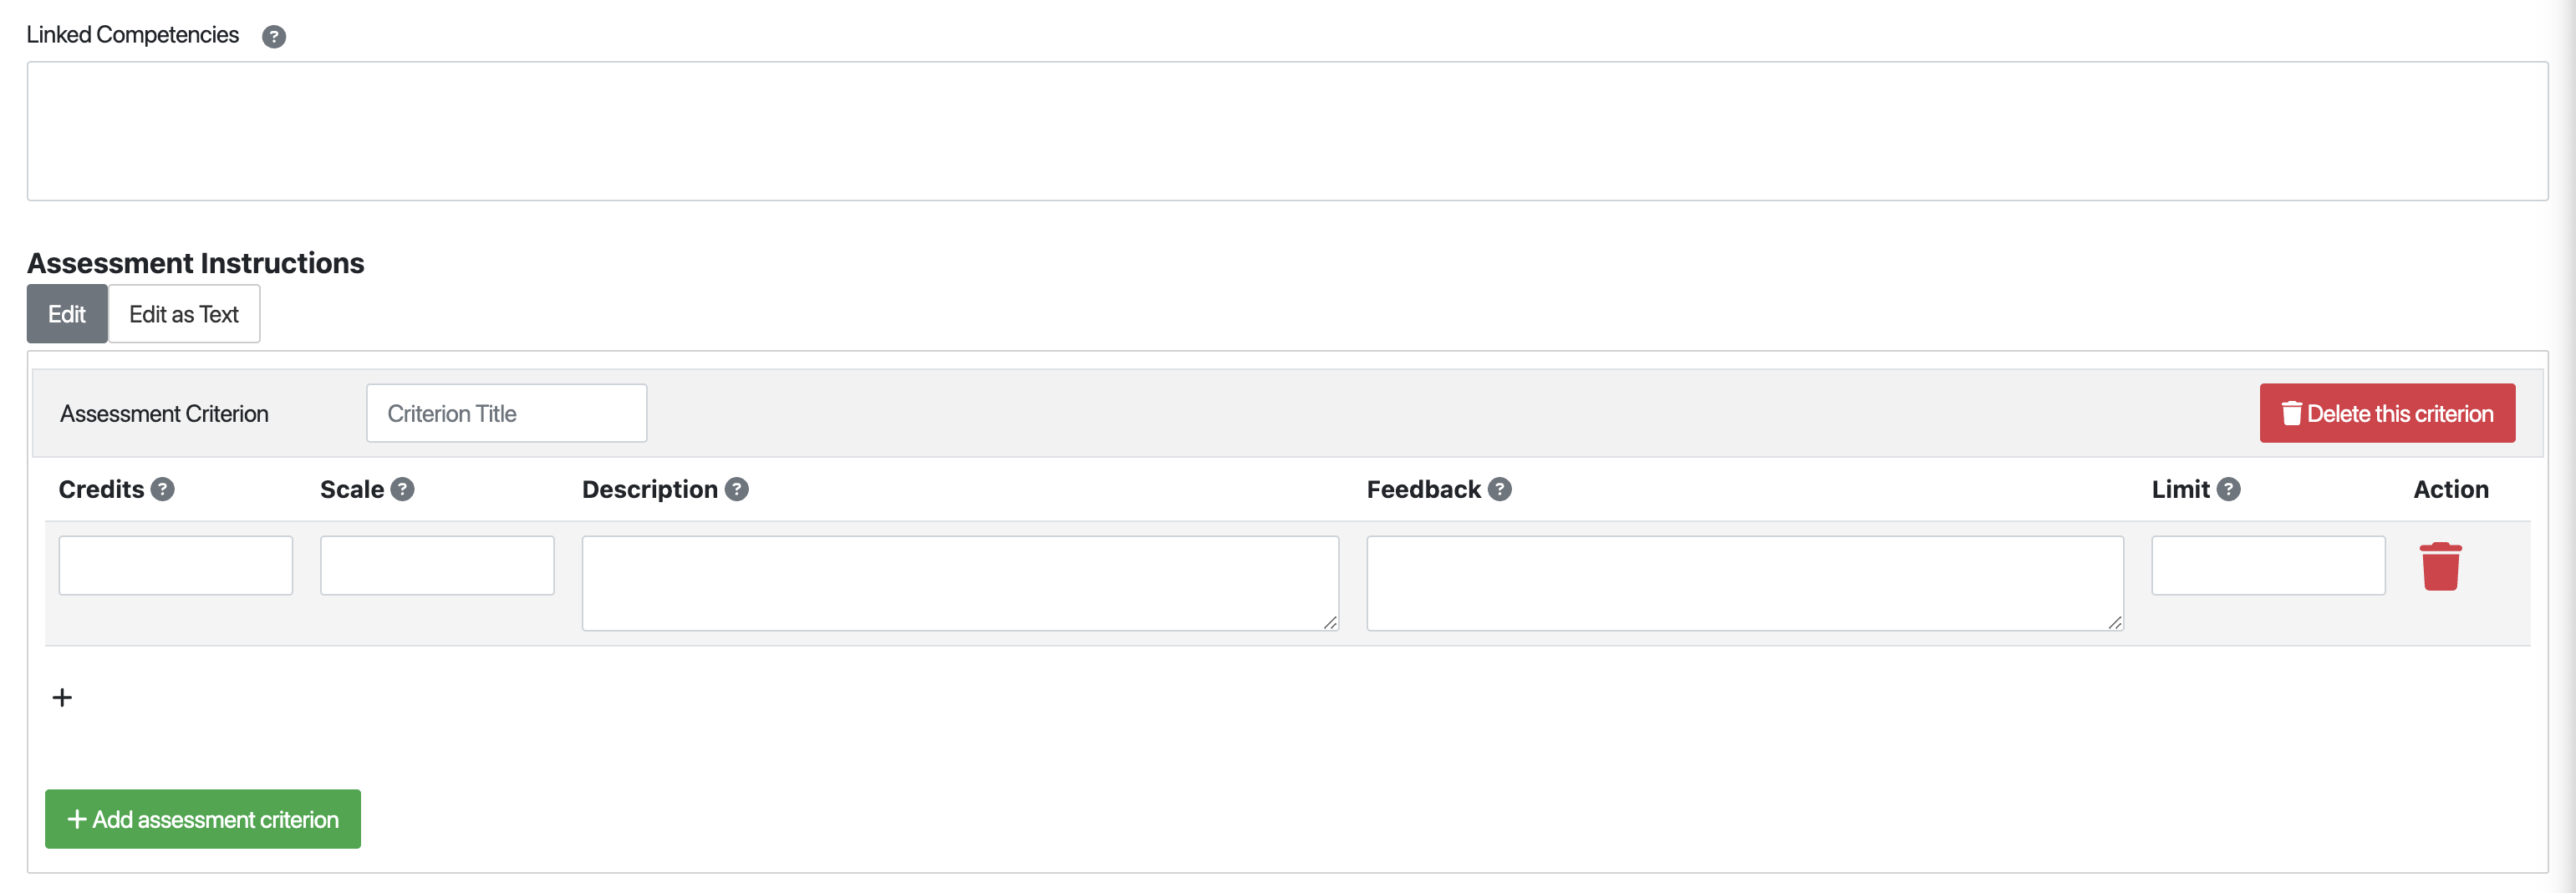 Linked Competencies ?
Assessment Instructions
Edit Edit as Text
Assessment Criterion Criterion Title Delete this criterion
Credits ? Scale ? Description ? Feedback ? Limit ? Action
+
+ Add assessment criterion